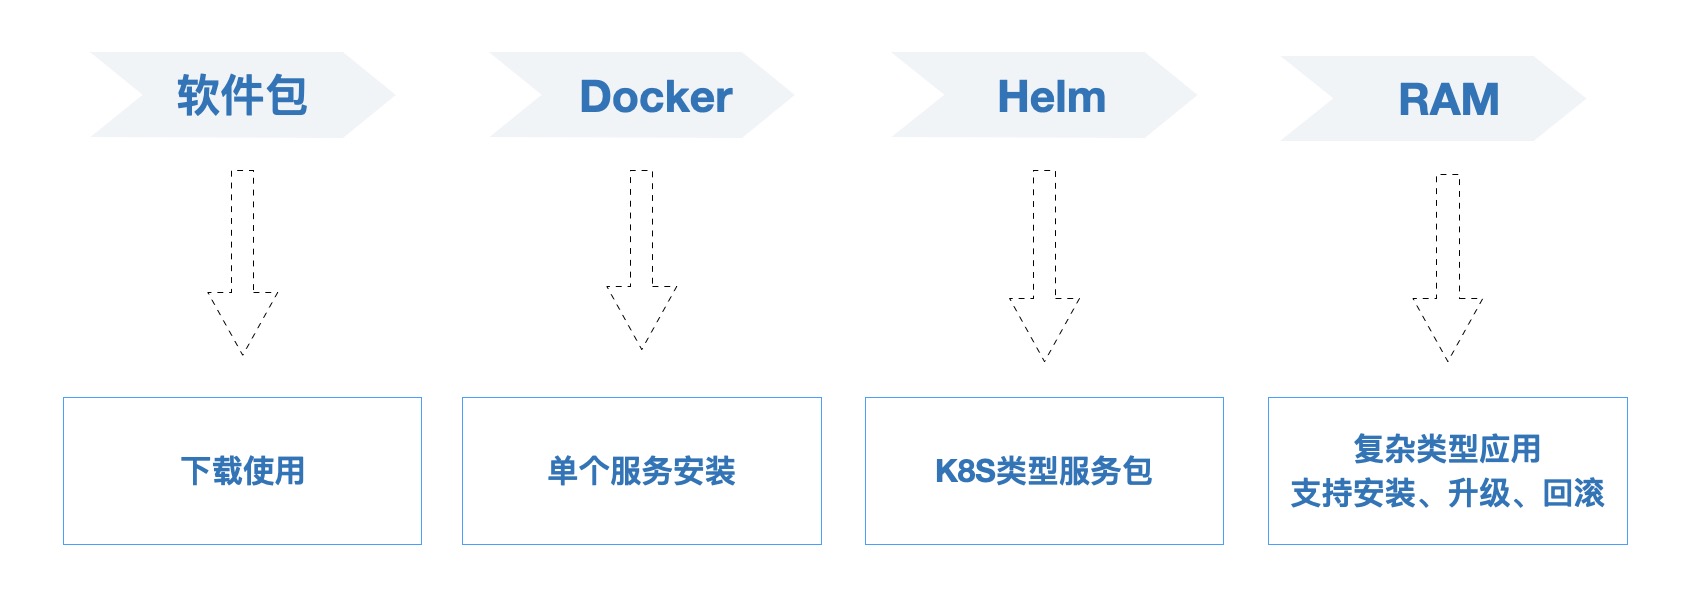 软件包
Docker
Helm
RAM
下载使用
单个服务安装
K8S类型服务包
复杂类型应用
支持安装、升级、回滚